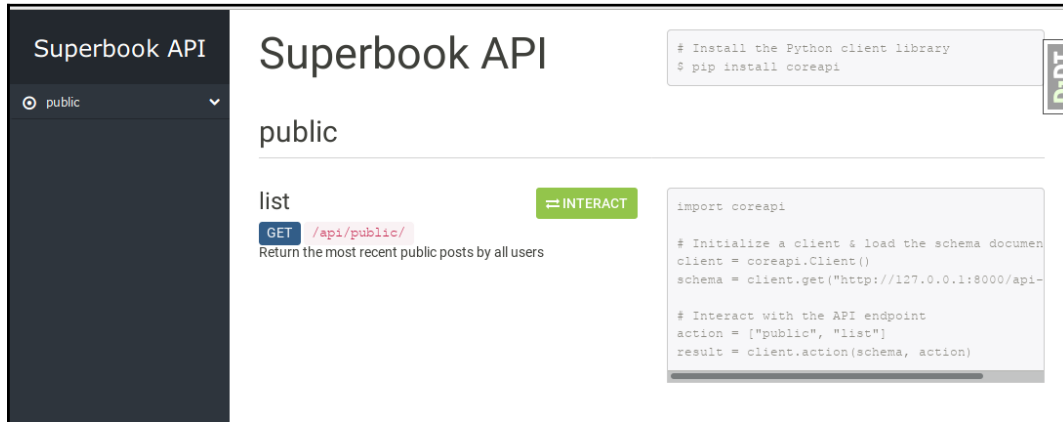 Superbook API
public
Superbook API
# Install the Python client library
$ pip install coreapi
DjDT
public
list
INTERACT
GET /api/public/
Return the most recent public posts by all users
import coreapi
# Initialize a client & load the schema documen
client = coreapi.Client()
schema = client.get("http://127.0.0.1:8000/api-
# Interact with the API endpoint
action = ["public", "list"]
result = client.action(schema, action)